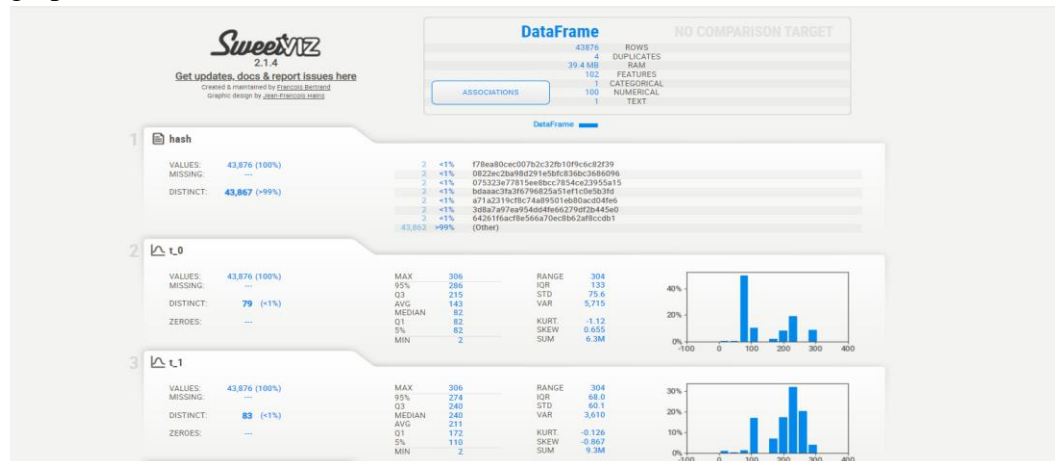 SweetVIZ
2.1.4
Get updates, docs & report issues here
Created & maintained by Francois Bertrand
Graphic design by Jean-Francois Hains
DataFrame
NO COMPARISON TARGET
43876 ROWS
4 DUPLICATES
39.4 MB RAM
102 FEATURES
1 CATEGORICAL
100 NUMERICAL
1 TEXT
ASSOCIATIONS
DataFrame
1 hash
VALUES: 43,876 (100%)
MISSING: ---
DISTINCT: 43,867 (>99%)
2 <1% f78ea80cec007b2c32fb10f9c6c82f39
2 <1% 0822ec2ba98d291e5bfc836bc3686096
2 <1% 075323e77815ee8bcc7854ce23955a15
2 <1% bdaaac3fa3f6796825a51ef1c0e5b3fd
2 <1% a71a2319cf8c74a89501eb80acd04fe6
2 <1% 3d8a7a97ea954dd4fe66279df2b445e0
2 <1% 64261f6acf8e566a70ec8b62af8ccdb1
43,862 >99% (Other)
2 t_0
VALUES: 43,876 (100%)
MISSING: ---
DISTINCT: 79 (<1%)
ZEROES: ---
MAX 306
95% 286
Q3 215
AVG 143
MEDIAN 82
Q1 82
5% 82
MIN 2
RANGE 304
IQR 133
STD 75.6
VAR 5,715
KURT. -1.12
SKEW 0.655
SUM 6.3M
40%
20%
0%
-100 0 100 200 300 400
3 t_1
VALUES: 43,876 (100%)
MISSING: ---
DISTINCT: 83 (<1%)
ZEROES: ---
MAX 306
95% 274
Q3 240
MEDIAN 240
AVG 211
Q1 172
5% 110
MIN 2
RANGE 304
IQR 68.0
STD 60.1
VAR 3,610
KURT. -0.126
SKEW -0.867
SUM 9.3M
30%
20%
10%
0%
-100 0 100 200 300 400